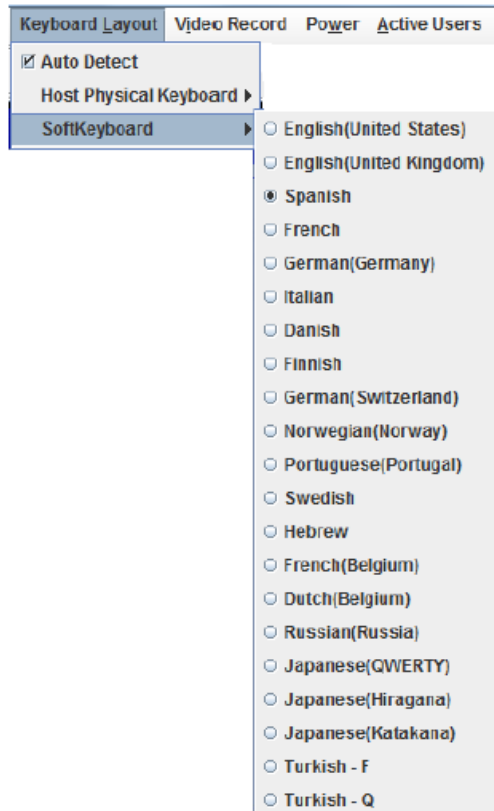 Keyboard Layout Video Record Power Active Users
Auto Detect
Host Physical Keyboard
SoftKeyboard
English(United States)
English(United Kingdom)
Spanish
French
German(Germany)
Italian
Danish
Finnish
German(Switzerland)
Norwegian(Norway)
Portuguese(Portugal)
Swedish
Hebrew
French(Belgium)
Dutch(Belgium)
Russian(Russia)
Japanese(QWERTY)
Japanese(Hiragana)
Japanese(Katakana)
Turkish - F
Turkish - Q